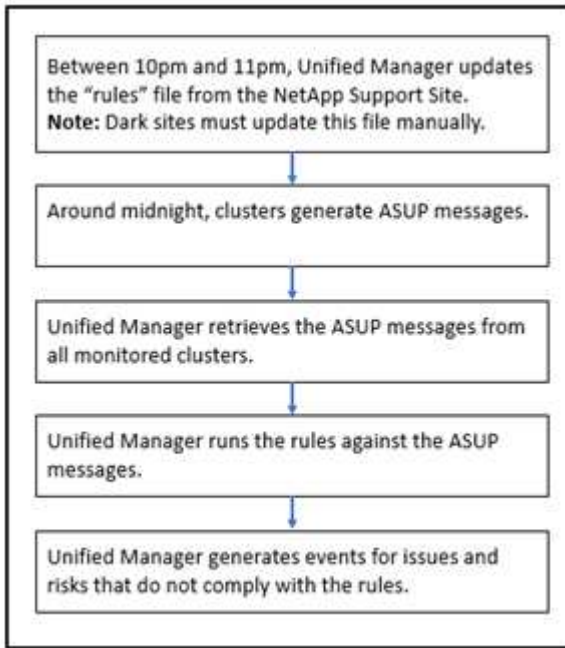 Between 10pm and 11pm, Unified Manager updates
the “rules” file from the NetApp Support Site.
Note: Dark sites must update this file manually.
Around midnight, clusters generate ASUP messages.
Unified Manager retrieves the ASUP messages from
all monitored clusters.
Unified Manager runs the rules against the ASUP
messages.
Unified Manager generates events for issues and
risks that do not comply with the rules.